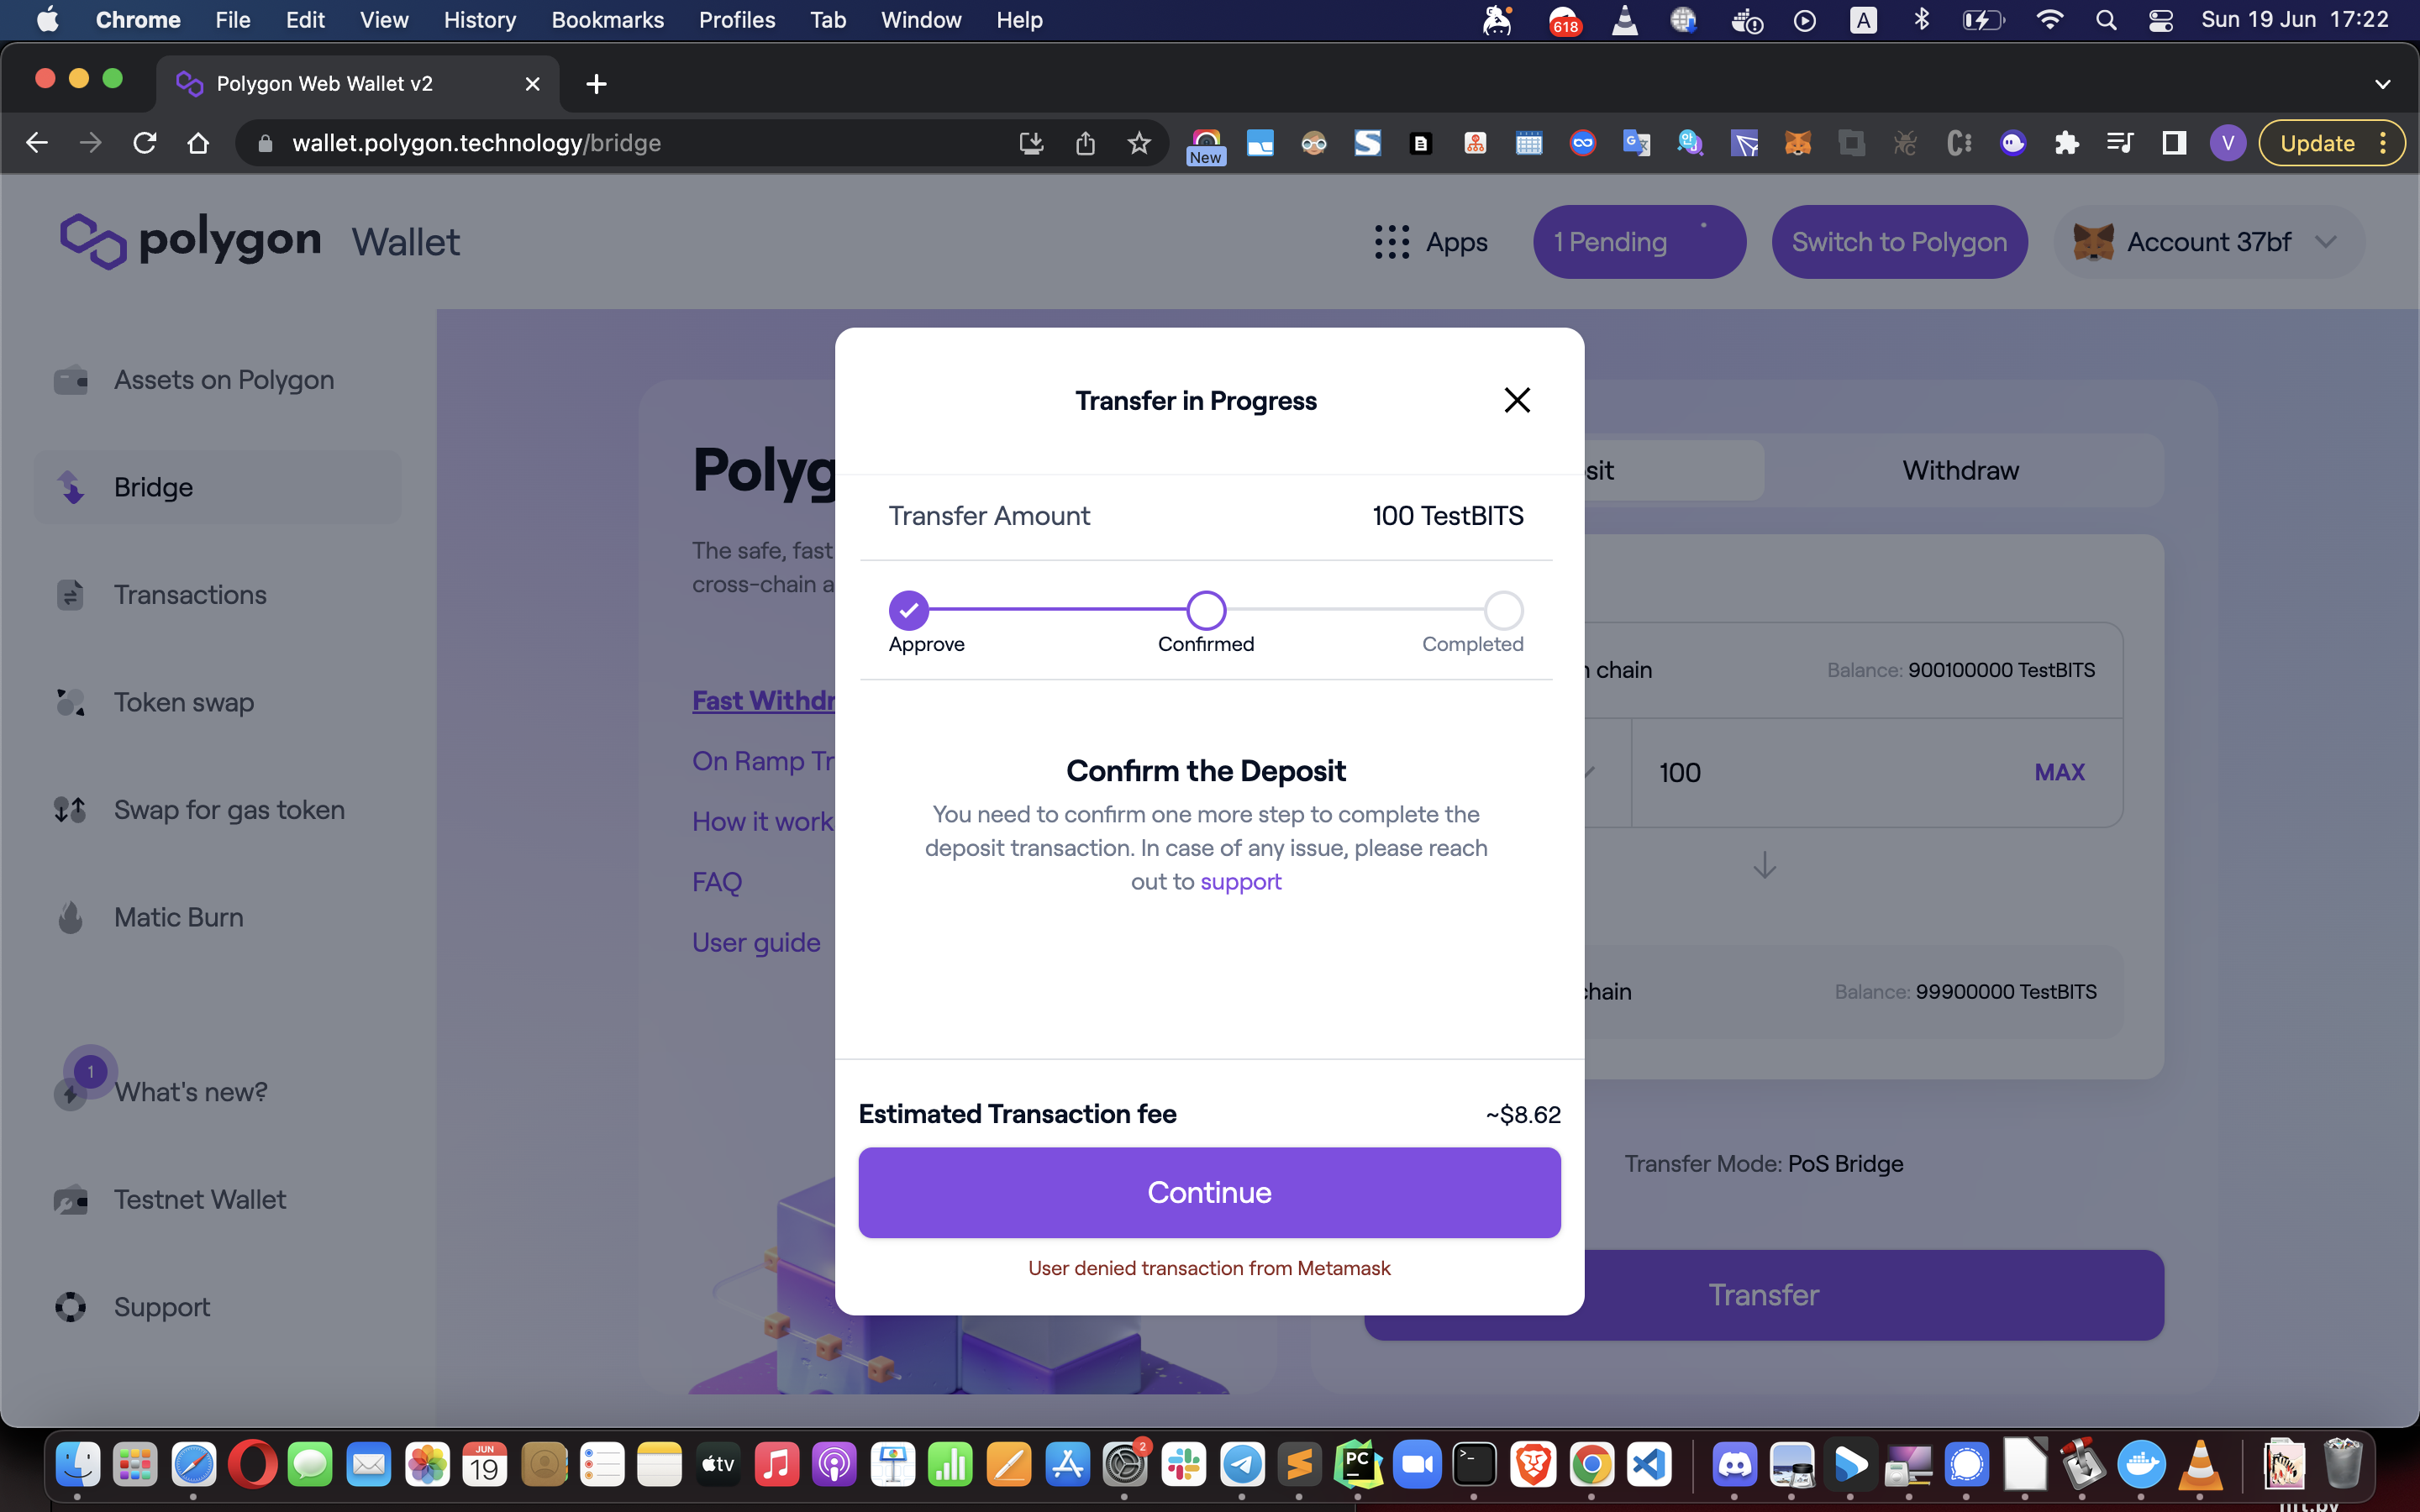 Chrome File Edit View History Bookmarks Profiles Tab Window Help
618
A
Sun 19 Jun 17:22
Polygon Web Wallet v2
wallet.polygon.technology/bridge
New
V
Update
polygon Wallet
Apps
1 Pending
Switch to Polygon
Account 37bf
Assets on Polygon
Bridge
Transactions
Token swap
Swap for gas token
Matic Burn
1
What's new?
Testnet Wallet
Support
Polyg
The safe, fast
cross-chain a
Fast Withdr
On Ramp Tr
How it work
FAQ
User guide
Transfer in Progress
Transfer Amount 100 TestBITS
Approve Confirmed Completed
Confirm the Deposit
You need to confirm one more step to complete the
deposit transaction. In case of any issue, please reach
out to support
Estimated Transaction fee ~$8.62
Continue
User denied transaction from Metamask
sit Withdraw
chain Balance: 900100000 TestBITS
100 MAX
chain Balance: 99900000 TestBITS
Transfer Mode: PoS Bridge
Transfer
JUN
19
tv
2
PC
nft.by